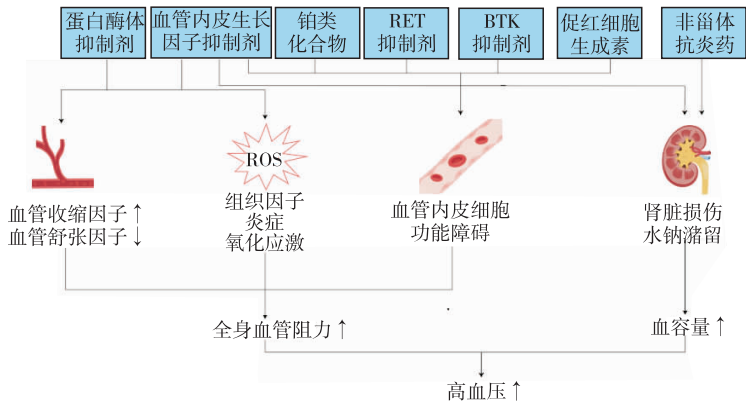 蛋白酶体
抑制剂
血管内皮生长
因子抑制剂
铂类
化合物
RET
抑制剂
BTK
抑制剂
促红细胞
生成素
非甾体
抗炎药
ROS
血管收缩因子↑
血管舒张因子↓
组织因子
炎症
氧化应激
血管内皮细胞
功能障碍
肾脏损伤
水钠潴留
全身血管阻力↑
血容量↑
高血压↑